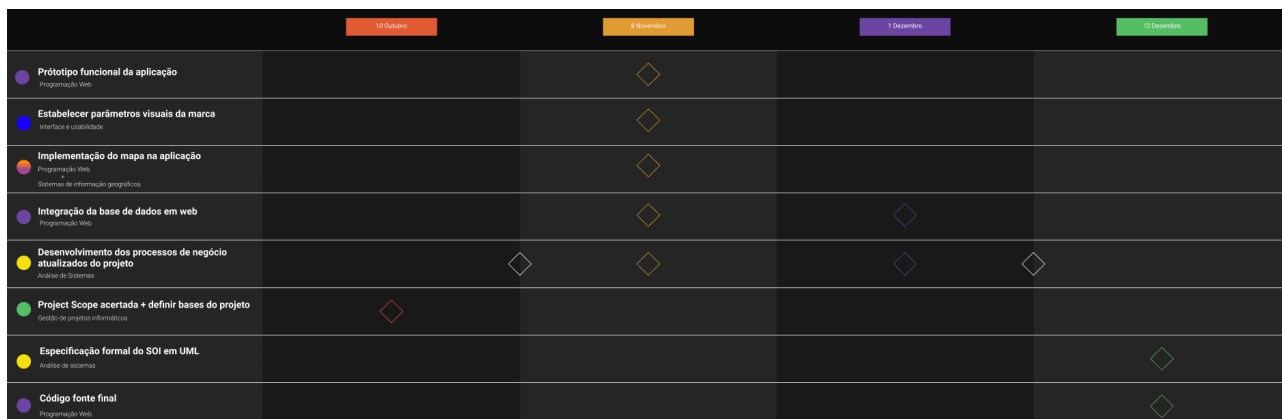 10 Outubro
8 Novembro
1 Dezembro
12 Dezembro
Prótotipo funcional da aplicação
Programação Web
Estabelecer parâmetros visuais da marca
Interface e usabilidade
Implementação do mapa na aplicação
Programação Web
+
Sistemas de informação geográficos
Integração da base de dados em web
Programação Web
Desenvolvimento dos processos de negócio
atualizados do projeto
Análise de Sistemas
Project Scope acertada + definir bases do projeto
Gestão de projetos informáticos
Especificação formal do SOI em UML
Análise de sistemas
Código fonte final
Programação Web